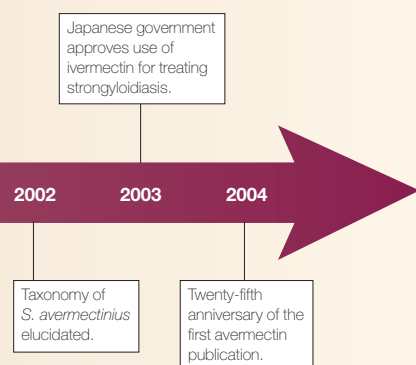 Japanese government
approves use of
ivermectin for treating
strongyloidiasis.
2002 2003 2004
Taxonomy of
S. avermectinius
elucidated.
Twenty-fifth
anniversary of the
first avermectin
publication.